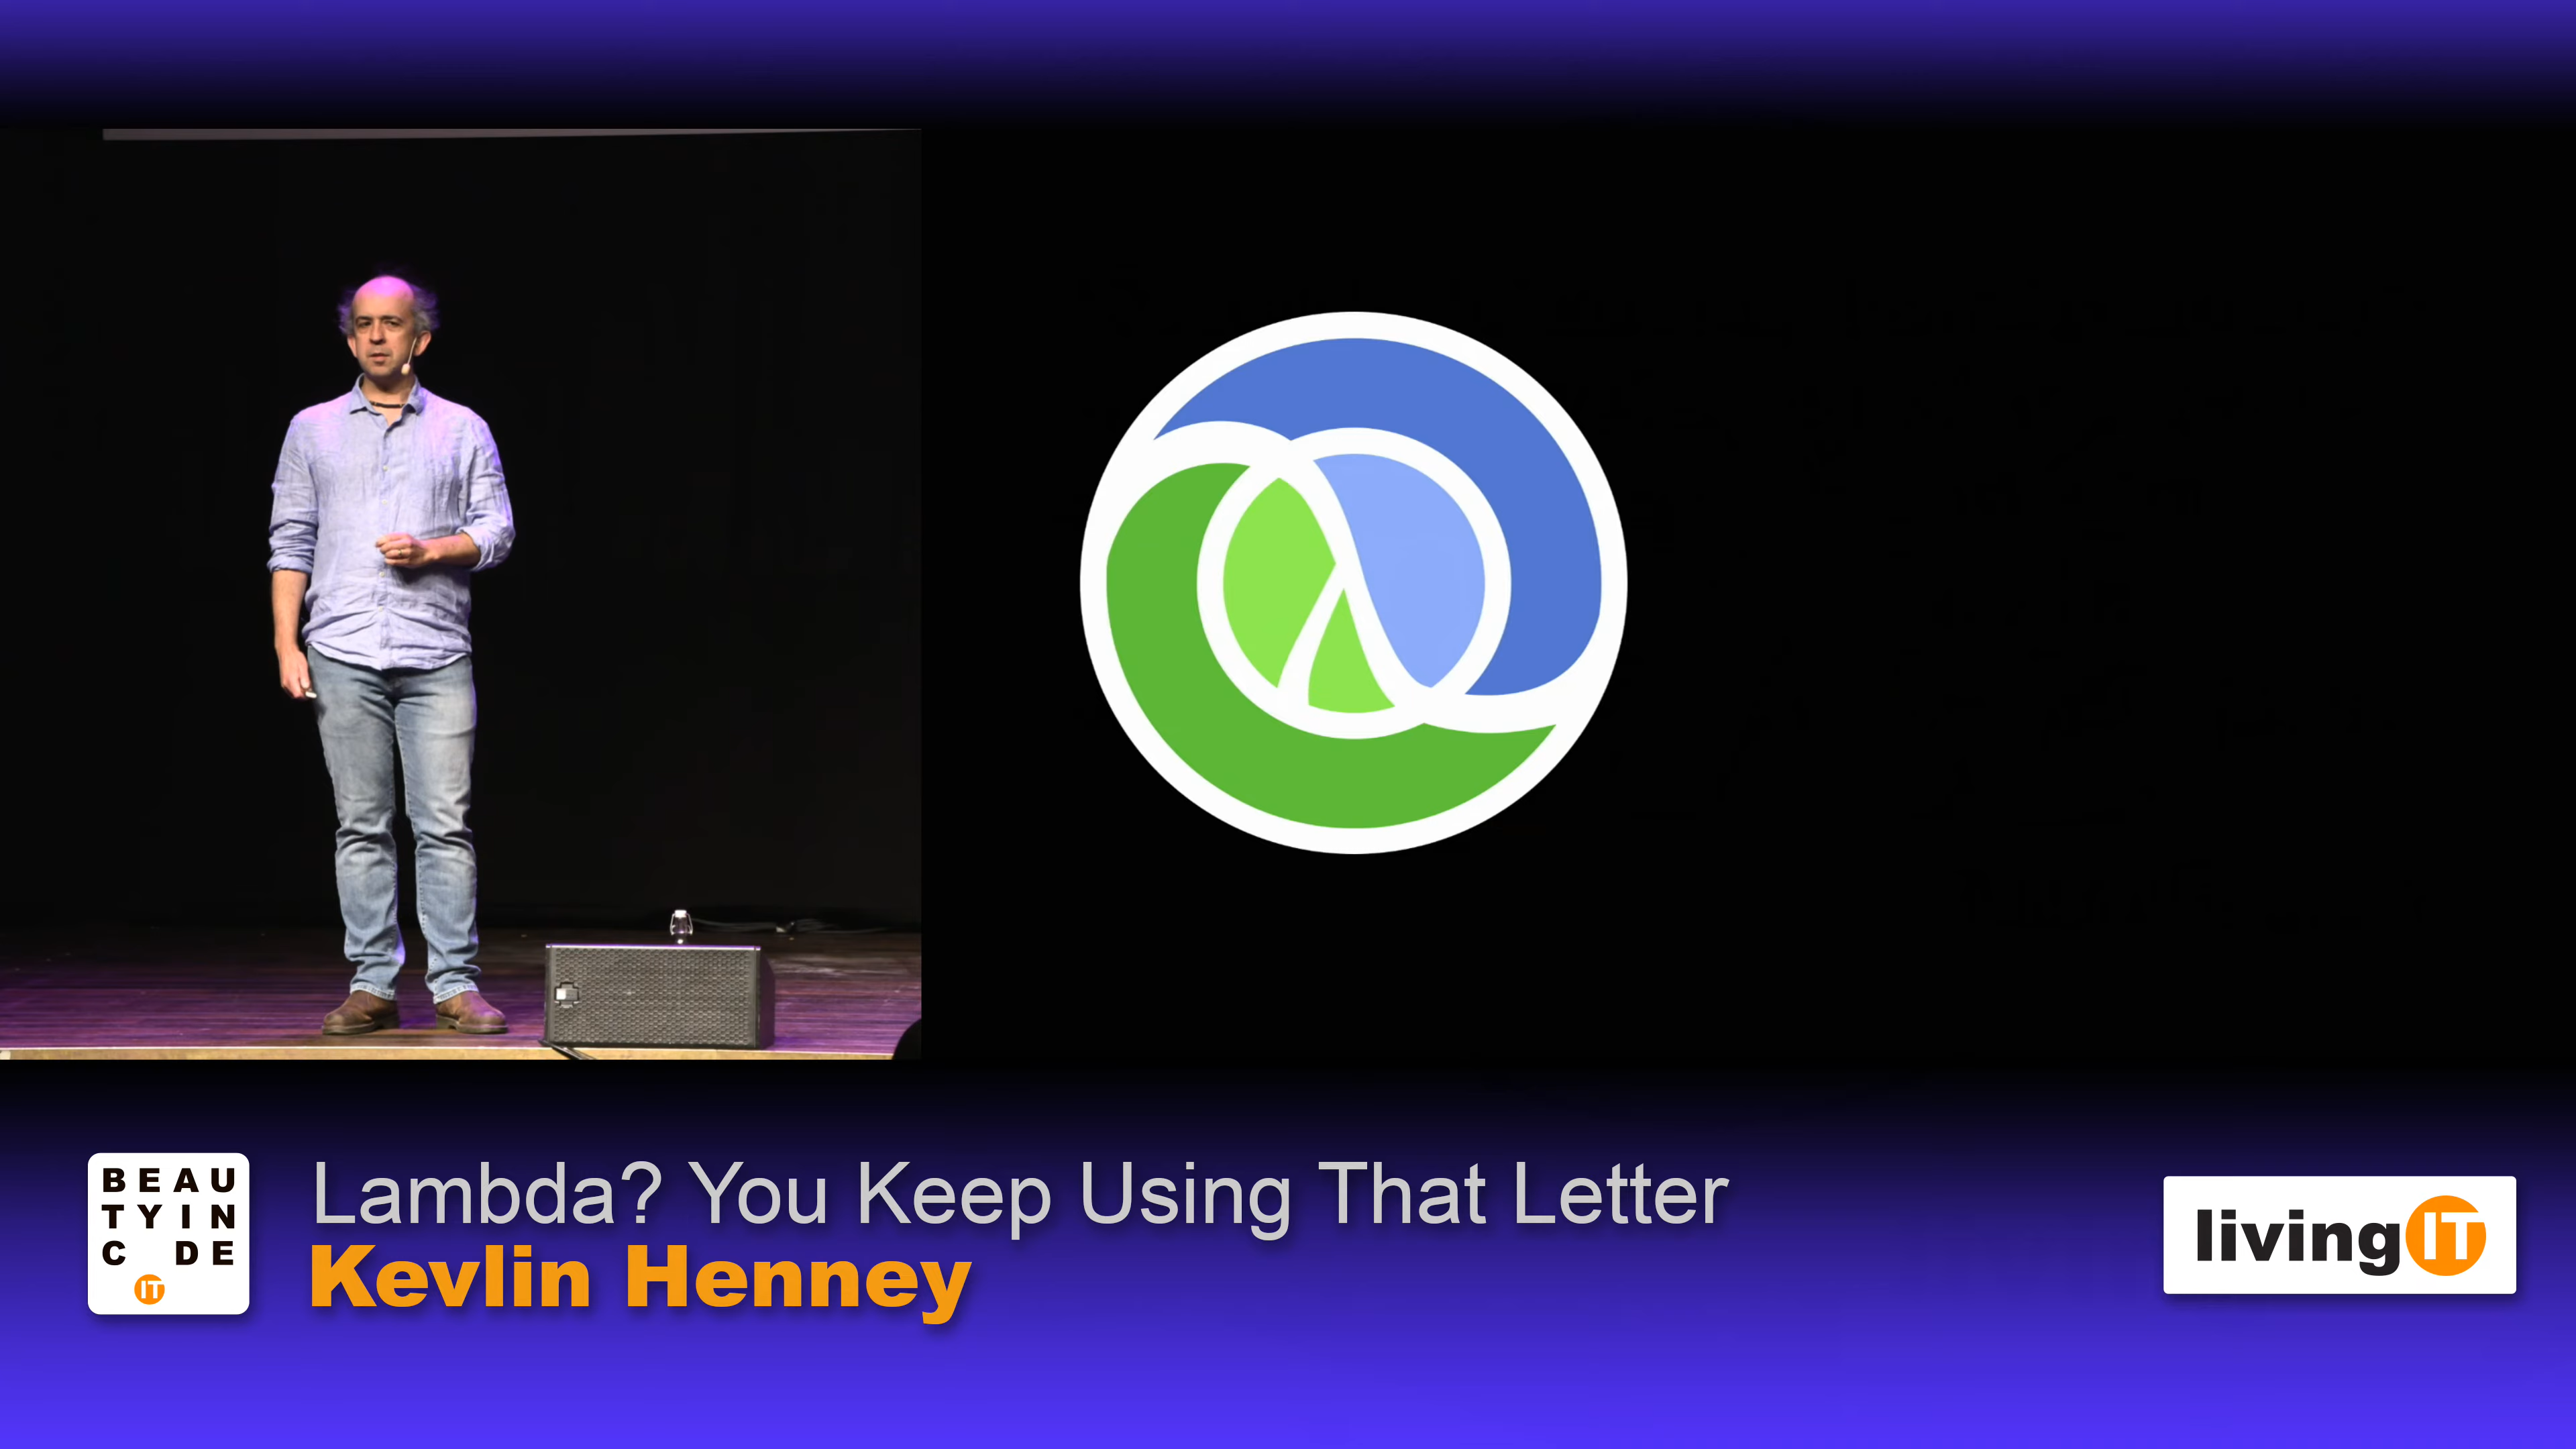 BEAU
TYIN
C DE
IT
Lambda? You Keep Using That Letter
Kevlin Henney
livingIT